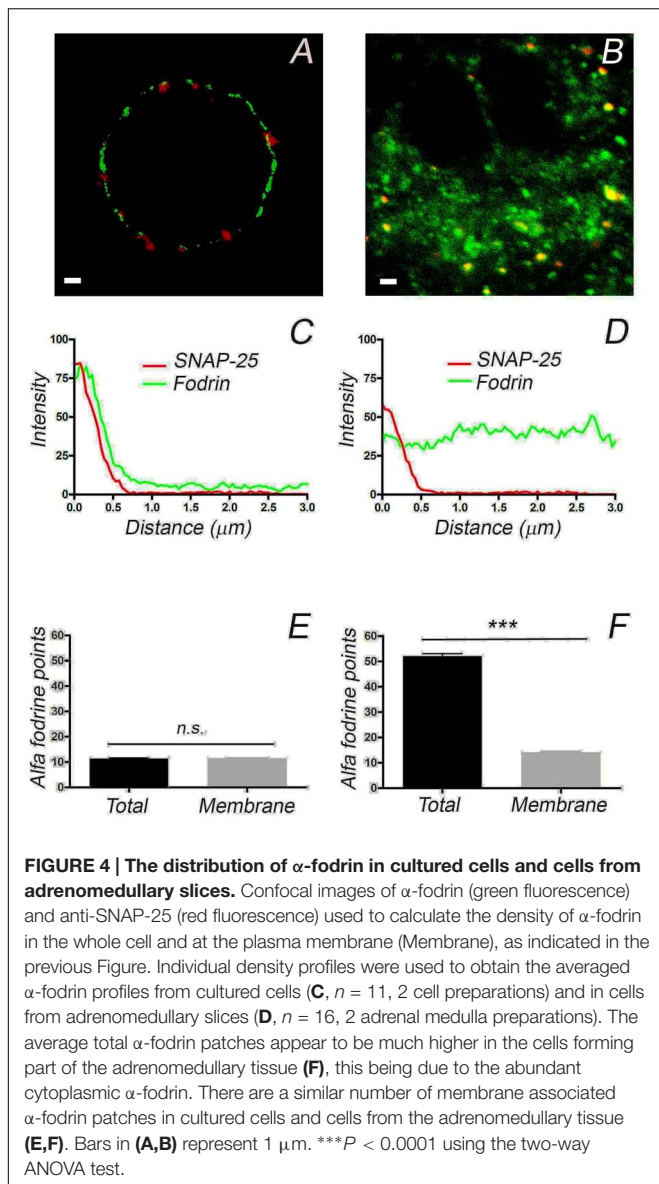 A
B
C
D
100
75
50
25
0
Intensity
SNAP-25
Fodrin
0.0 0.5 1.0 1.5 2.0 2.5 3.0
Distance (μm)
100
75
50
25
0
Intensity
SNAP-25
Fodrin
0.0 0.5 1.0 1.5 2.0 2.5 3.0
Distance (μm)
E
F
60
50
40
30
20
10
0
Alfa fodrine points
n.s.
Total Membrane
60
50
40
30
20
10
0
Alfa fodrine points
***
Total Membrane
FIGURE 4 | The distribution of α-fodrin in cultured cells and cells from
adrenomedullary slices. Confocal images of α-fodrin (green fluorescence)
and anti-SNAP-25 (red fluorescence) used to calculate the density of α-fodrin
in the whole cell and at the plasma membrane (Membrane), as indicated in the
previous Figure. Individual density profiles were used to obtain the averaged
α-fodrin profiles from cultured cells (C, n = 11, 2 cell preparations) and in cells
from adrenomedullary slices (D, n = 16, 2 adrenal medulla preparations). The
average total α-fodrin patches appear to be much higher in the cells forming
part of the adrenomedullary tissue (F), this being due to the abundant
cytoplasmic α-fodrin. There are a similar number of membrane associated
α-fodrin patches in cultured cells and cells from the adrenomedullary tissue
(E,F). Bars in (A,B) represent 1 μm. ***P < 0.0001 using the two-way
ANOVA test.